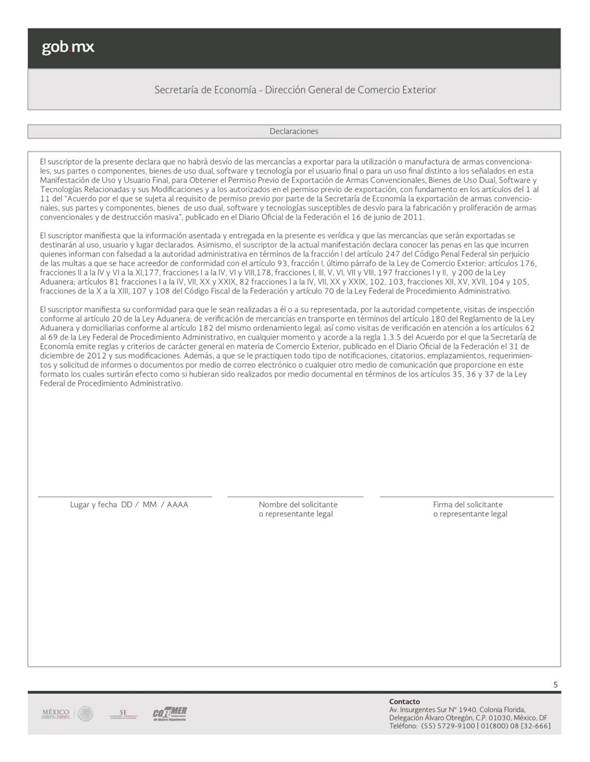 gob.mx
Secretaría de Economía - Dirección General de Comercio Exterior
Declaraciones
El suscriptor de la presente declara que no habrá desvío de las mercancías a exportar para la utilización o manufactura de armas convenciona-
les, sus partes o componentes, bienes de uso dual, software y tecnología por el usuario final o para un uso final distinto a los señalados en esta
Manifestación de Uso y Usuario Final, para Obtener el Permiso Previo de Exportación de Armas Convencionales, Bienes de Uso Dual, Software y
Tecnologías Relacionadas y sus Modificaciones y a los autorizados en el permiso previo de exportación, con fundamento en los artículos del 1 al
11 del "Acuerdo por el que se sujeta al requisito de permiso previo por parte de la Secretaría de Economía la exportación de armas convencio-
nales, sus partes y componentes, bienes de uso dual, software y tecnologías susceptibles de desvío para la fabricación y proliferación de armas
convencionales y de destrucción masiva", publicado en el Diario Oficial de la Federación el 16 de junio de 2011.
El suscriptor manifiesta que la información asentada y entregada en la presente es verídica y que las mercancías que serán exportadas se
destinarán al uso, usuario y lugar declarados. Asimismo, el suscriptor de la actual manifestación declara conocer las penas en las que incurren
quienes informan con falsedad a la autoridad administrativa en términos de la fracción I del artículo 247 del Código Penal Federal sin perjuicio
de las multas a que se hace acreedor de conformidad con el artículo 93, fracción I, último párrafo de la Ley de Comercio Exterior; artículos 176,
fracciones II a la IV y VI a la XI,177, fracciones I a la IV, VI y VIII,178, fracciones I, III, V, VI, VII y VIII, 197 fracciones I y II, y 200 de la Ley
Aduanera; artículos 81 fracciones I a la IV, VII, XX y XXIX, 82 fracciones I a la IV, VII, XX y XXIX, 102, 103, fracciones XII, XV, XVII, 104 y 105,
fracciones de la X a la XIII, 107 y 108 del Código Fiscal de la Federación y artículo 70 de la Ley Federal de Procedimiento Administrativo.
El suscriptor manifiesta su conformidad para que le sean realizadas a él o a su representada, por la autoridad competente, visitas de inspección
conforme al artículo 20 de la Ley Aduanera; de verificación de mercancías en transporte en términos del artículo 180 del Reglamento de la Ley
Aduanera y domiciliarias conforme al artículo 182 del mismo ordenamiento legal; así como visitas de verificación en atención a los artículos 62
al 69 de la Ley Federal de Procedimiento Administrativo, en cualquier momento y acorde a la regla 1.3.5 del Acuerdo por el que la Secretaría de
Economía emite reglas y criterios de carácter general en materia de Comercio Exterior, publicado en el Diario Oficial de la Federación el 31 de
diciembre de 2012 y sus modificaciones. Además, a que se le practiquen todo tipo de notificaciones, citatorios, emplazamientos, requerimien-
tos y solicitud de informes o documentos por medio de correo electrónico o cualquier otro medio de comunicación que proporcione en este
formato los cuales surtirán efecto como si hubieran sido realizados por medio documental en términos de los artículos 35, 36 y 37 de la Ley
Federal de Procedimiento Administrativo.
Lugar y fecha DD / MM / AAAA
Nombre del solicitante
o representante legal
Firma del solicitante
o representante legal
5
MÉXICO
SE
Contacto
Av. Insurgentes Sur N° 1940, Colonia Florida,
Delegación Álvaro Obregón, C.P. 01030, México, DF
Teléfono: (55) 5729-9100 | 01(800) 08 [32-666]